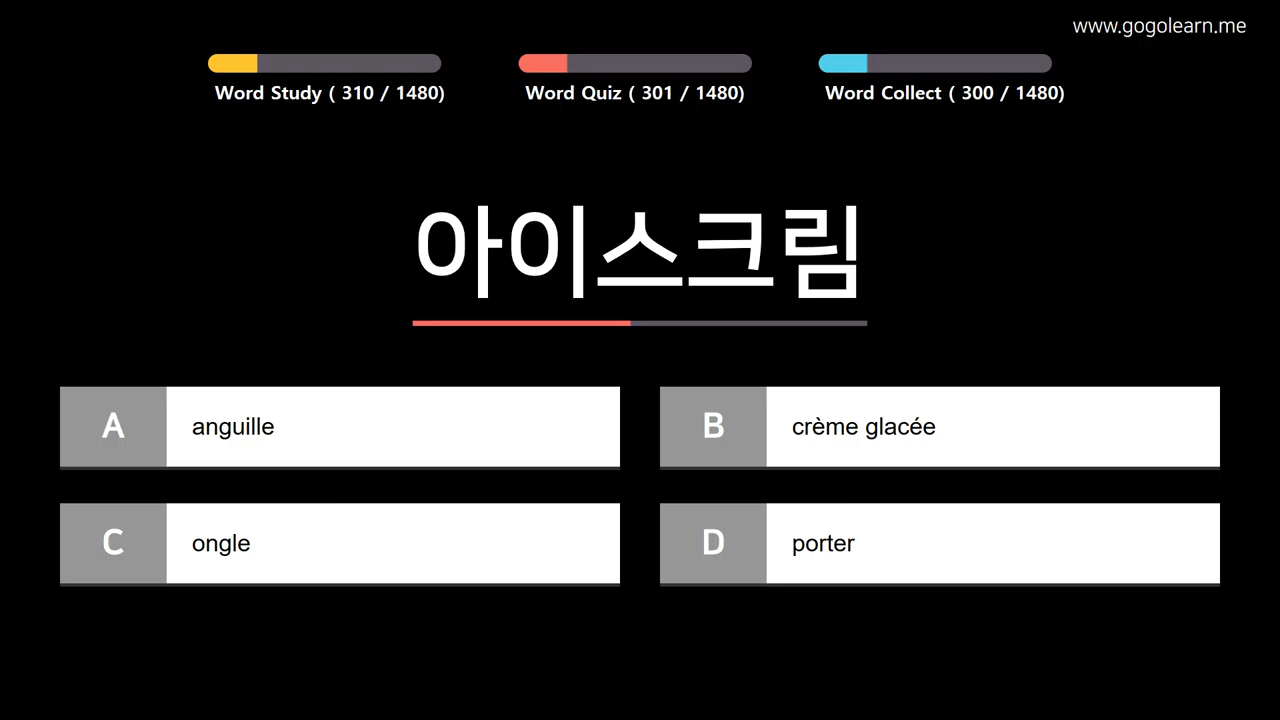 www.gogolearn.me
Word Study ( 310 / 1480)
Word Quiz ( 301 / 1480)
Word Collect ( 300 / 1480)
아이스크림
A anguille
B crème glacée
C ongle
D porter